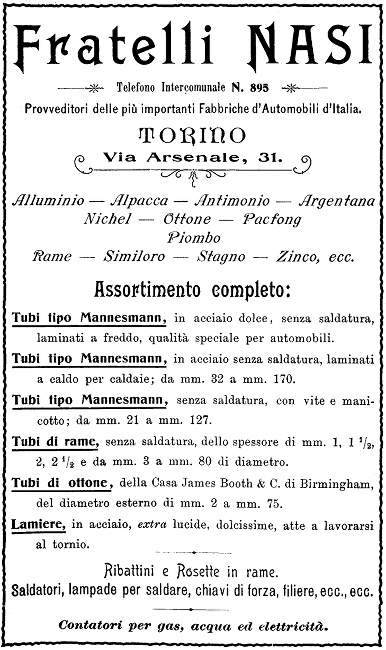 Fratelli NASI
Telefono Intercomunale N. 895
Provveditori delle più importanti Fabbriche d'Automobili d'Italia.
TORINO
Via Arsenale, 31.
Alluminio — Alpacca — Antimonio — Argentana
Nichel — Ottone — Pacfong
Piombo
Rame — Similoro — Stagno — Zinco, ecc.
Assortimento completo:
Tubi tipo Mannesmann, in acciaio dolce, senza saldatura,
laminati a freddo, qualità speciale per automobili.
Tubi tipo Mannesmann, in acciaio senza saldatura, laminati
a caldo per caldaie; da mm. 32 a mm. 170.
Tubi tipo Mannesmann, senza saldatura, con vite e mani-
cotto; da mm. 21 a mm. 127.
Tubi di rame, senza saldatura, dello spessore di mm. 1, 1 1/2,
2, 2 1/2 e da mm. 3 a mm. 80 di diametro.
Tubi di ottone, della Casa James Booth & C. di Birmingham,
del diametro esterno di mm. 2 a mm. 75.
Lamiere, in acciaio, extra lucide, dolcissime, atte a lavorarsi
al tornio.
Ribattini e Rosette in rame.
Saldatori, lampade per saldare, chiavi di forza, filiere, ecc., ecc.
Contatori per gas, acqua ed elettricità.